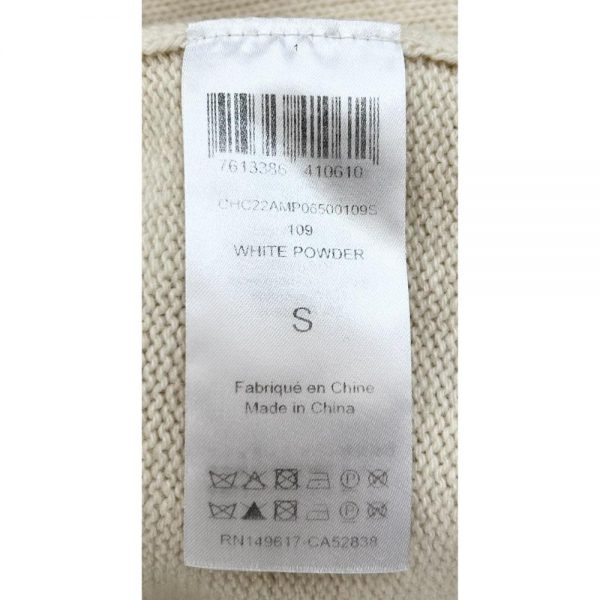 1
7613386 410610
CHC22AMP06500109S
109
WHITE POWDER
S
Fabriqué en Chine
Made in China
RN149617-CA52838